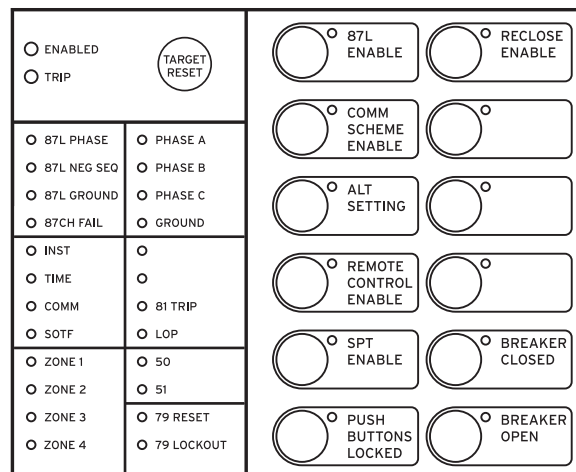 ENABLED
TRIP
TARGET
RESET
87L PHASE
87L NEG SEQ
87L GROUND
87CH FAIL
PHASE A
PHASE B
PHASE C
GROUND
INST
TIME
COMM
SOTF
81 TRIP
LOP
ZONE 1
ZONE 2
ZONE 3
ZONE 4
50
51
79 RESET
79 LOCKOUT
87L
ENABLE
RECLOSE
ENABLE
COMM
SCHEME
ENABLE
ALT
SETTING
REMOTE
CONTROL
ENABLE
SPT
ENABLE
BREAKER
CLOSED
PUSH
BUTTONS
LOCKED
BREAKER
OPEN